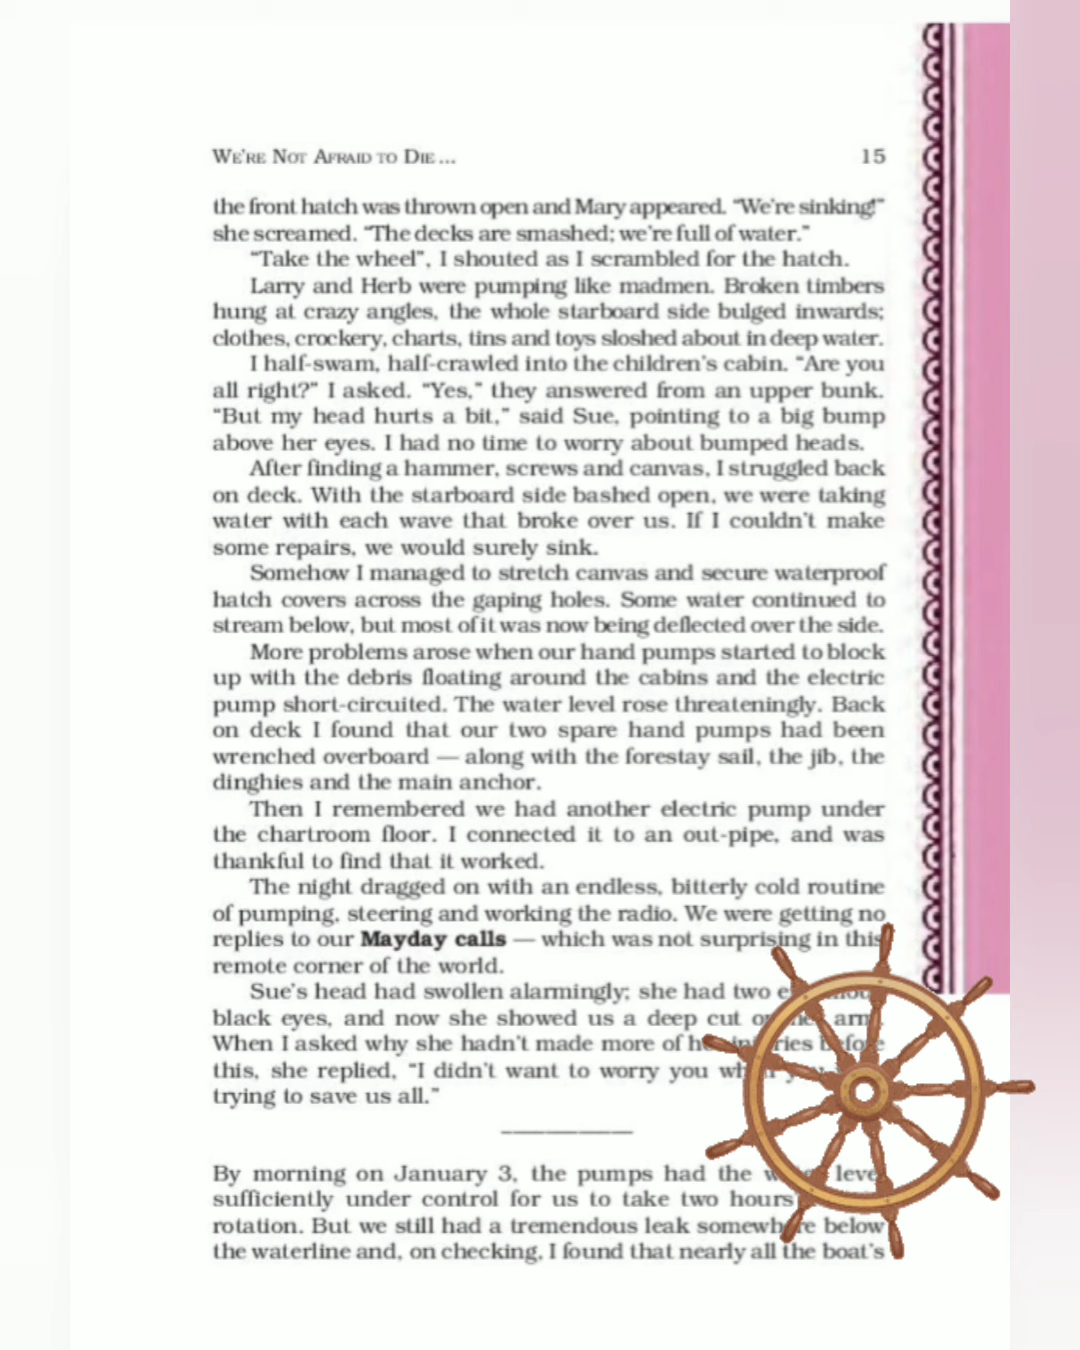 WE'RE NOT AFRAID TO DIE... 15
the front hatch was thrown open and Mary appeared. “We're sinking!”
she screamed. “The decks are smashed; we're full of water.”
“Take the wheel”, I shouted as I scrambled for the hatch.
Larry and Herb were pumping like madmen. Broken timbers
hung at crazy angles, the whole starboard side bulged inwards;
clothes, crockery, charts, tins and toys sloshed about in deep water.
I half-swam, half-crawled into the children's cabin. “Are you
all right?” I asked. “Yes,” they answered from an upper bunk.
“But my head hurts a bit,” said Sue, pointing to a big bump
above her eyes. I had no time to worry about bumped heads.
After finding a hammer, screws and canvas, I struggled back
on deck. With the starboard side bashed open, we were taking
water with each wave that broke over us. If I couldn't make
some repairs, we would surely sink.
Somehow I managed to stretch canvas and secure waterproof
hatch covers across the gaping holes. Some water continued to
stream below, but most of it was now being deflected over the side.
More problems arose when our hand pumps started to block
up with the debris floating around the cabins and the electric
pump short-circuited. The water level rose threateningly. Back
on deck I found that our two spare hand pumps had been
wrenched overboard — along with the forestay sail, the jib, the
dinghies and the main anchor.
Then I remembered we had another electric pump under
the chartroom floor. I connected it to an out-pipe, and was
thankful to find that it worked.
The night dragged on with an endless, bitterly cold routine
of pumping, steering and working the radio. We were getting no
replies to our Mayday calls — which was not surprising in this
remote corner of the world.
Sue's head had swollen alarmingly; she had two
black eyes, and now she showed us a deep cut arm.
When I asked why she hadn't made more of before
this, she replied, “I didn't want to worry you
trying to save us all.”
By morning on January 3, the pumps had the level
sufficiently under control for us to take two hours
rotation. But we still had a tremendous leak somewhere below
the waterline and, on checking, I found that nearly all the boat's